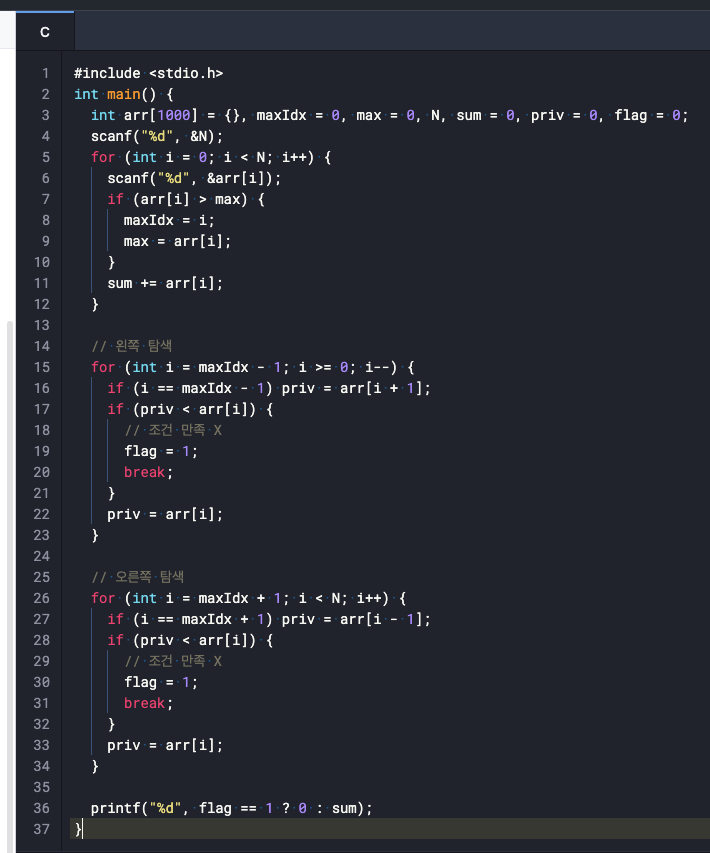 C
1 #include <stdio.h>
2 int main() {
3 int arr[1000] = {}, maxIdx = 0, max = 0, N, sum = 0, priv = 0, flag = 0;
4 scanf("%d", &N);
5 for (int i = 0; i < N; i++) {
6 scanf("%d", &arr[i]);
7 if (arr[i] > max) {
8 maxIdx = i;
9 max = arr[i];
10 }
11 sum += arr[i];
12 }
13
14 // 왼쪽 탐색
15 for (int i = maxIdx - 1; i >= 0; i--) {
16 if (i == maxIdx - 1) priv = arr[i + 1];
17 if (priv < arr[i]) {
18 // 조건 만족 X
19 flag = 1;
20 break;
21 }
22 priv = arr[i];
23 }
24
25 // 오른쪽 탐색
26 for (int i = maxIdx + 1; i < N; i++) {
27 if (i == maxIdx + 1) priv = arr[i - 1];
28 if (priv < arr[i]) {
29 // 조건 만족 X
30 flag = 1;
31 break;
32 }
33 priv = arr[i];
34 }
35
36 printf("%d", flag == 1 ? 0 : sum);
37 }